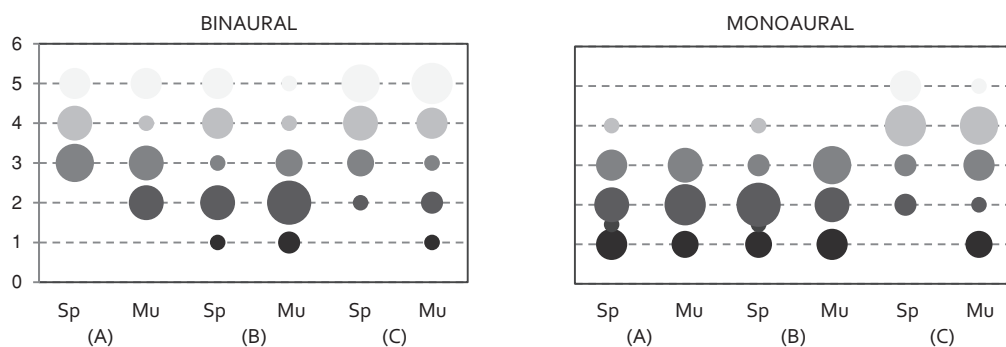 BINAURAL
MONOAURAL
6
5
4
3
2
1
0
Sp Mu Sp Mu Sp Mu
(A) (B) (C)
Sp Mu Sp Mu Sp Mu
(A) (B) (C)